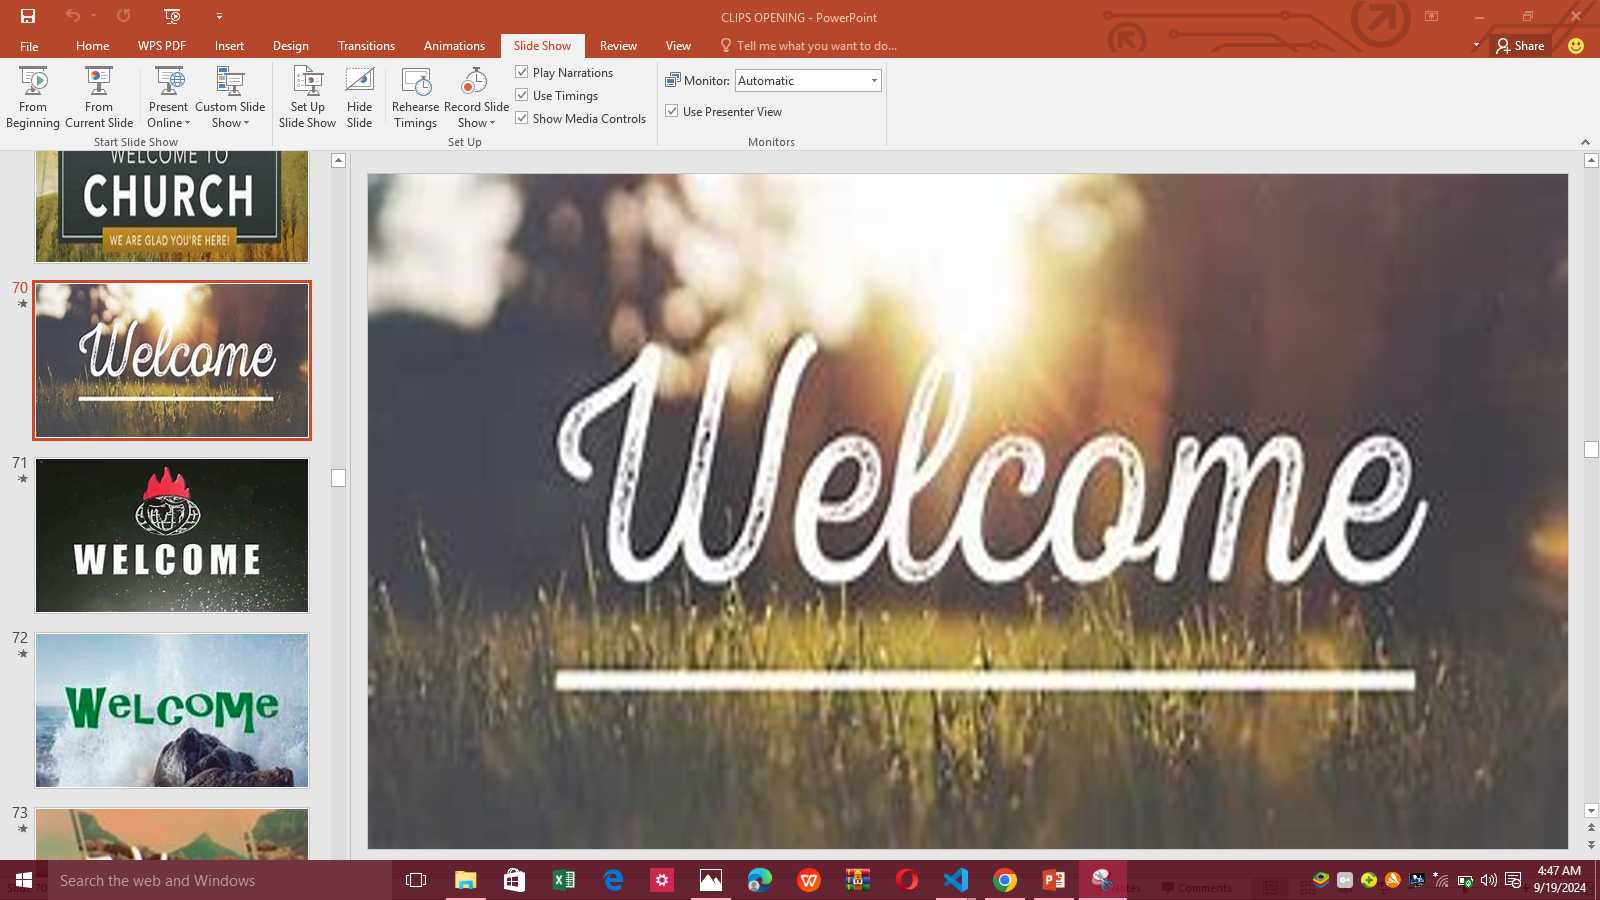 CLIPS OPENING - PowerPoint
File Home WPS PDF Insert Design Transitions Animations Slide Show Review View Tell me what you want to do... Share
From Beginning
From Current Slide
Present Online
Custom Slide Show
Start Slide Show
Set Up Slide Show
Hide Slide
Rehearse Timings
Record Slide Show
Play Narrations
Use Timings
Show Media Controls
Set Up
Monitor: Automatic
Use Presenter View
Monitors
WELCOME TO
CHURCH
WE ARE GLAD YOU'RE HERE!
70
Welcome
71
WELCOME
72
WELCOME
73
Welcome
Search the web and Windows
Comments
4:47 AM
9/19/2024